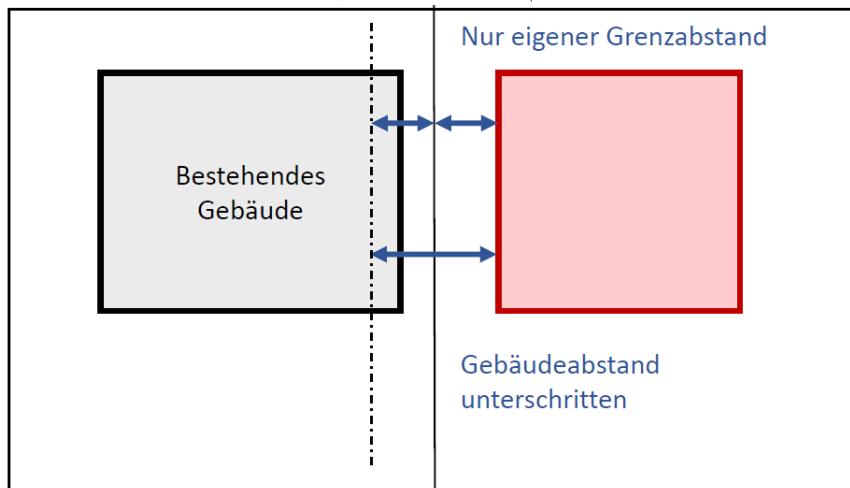 Nur eigener Grenzabstand
Bestehendes
Gebäude
Gebäudeabstand
unterschritten